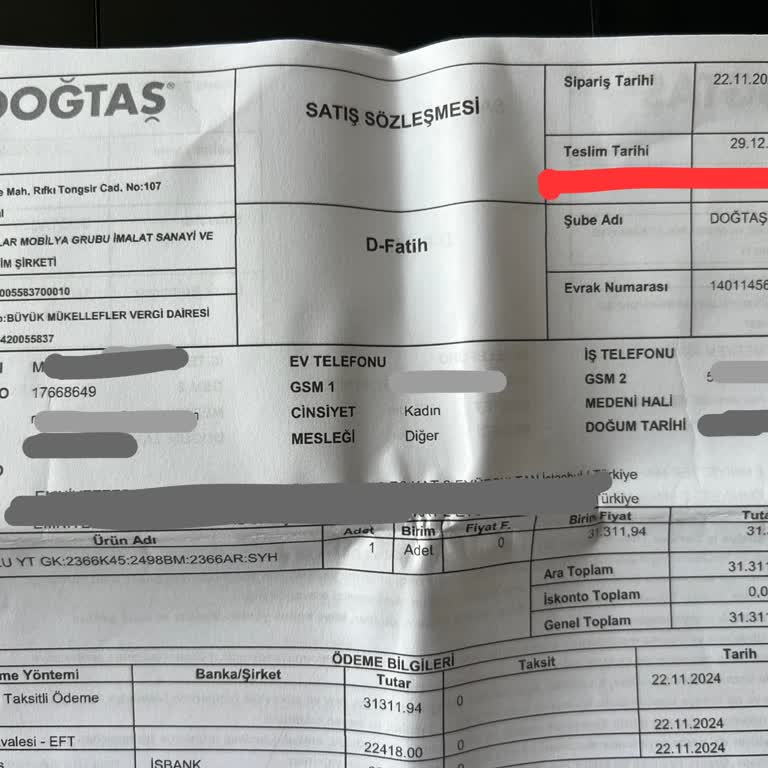 DOĞTAŞ®
SATIŞ SÖZLEŞMESİ
D-Fatih
Sipariş Tarihi 22.11.20
Teslim Tarihi 29.12.
Şube Adı DOĞTAŞ
Evrak Numarası 14011456
e Mah. Rıfkı Tongsir Cad. No:107
al
LAR MOBİLYA GRUBU İMALAT SANAYİ VE
İM ŞİRKETİ
005583700010
o:BÜYÜK MÜKELLEFLER VERGİ DAİRESİ
420055837
M
O 17668649
EV TELEFONU
GSM 1
CİNSİYET Kadın
MESLEĞİ Diğer
İŞ TELEFONU
GSM 2 5
MEDENİ HALİ
DOĞUM TARİHİ
O
İstanbul / Türkiye
Türkiye
Ürün Adı Adet Birim Fiyat F. Birim Fiyat Tuta
LU YT GK:2366K45:2498BM:2366AR:SYH 1 Adet 0 31.311,94 31.
Ara Toplam 31.311
İskonto Toplam 0,0
Genel Toplam 31.311
ÖDEME BİLGİLERİ
me Yöntemi Banka/Şirket Tutar Taksit Tarih
Taksitli Ödeme 31311.94 0 22.11.2024
22.11.2024
avalesi - EFT 22418.00 0 22.11.2024
s İŞBANK 0